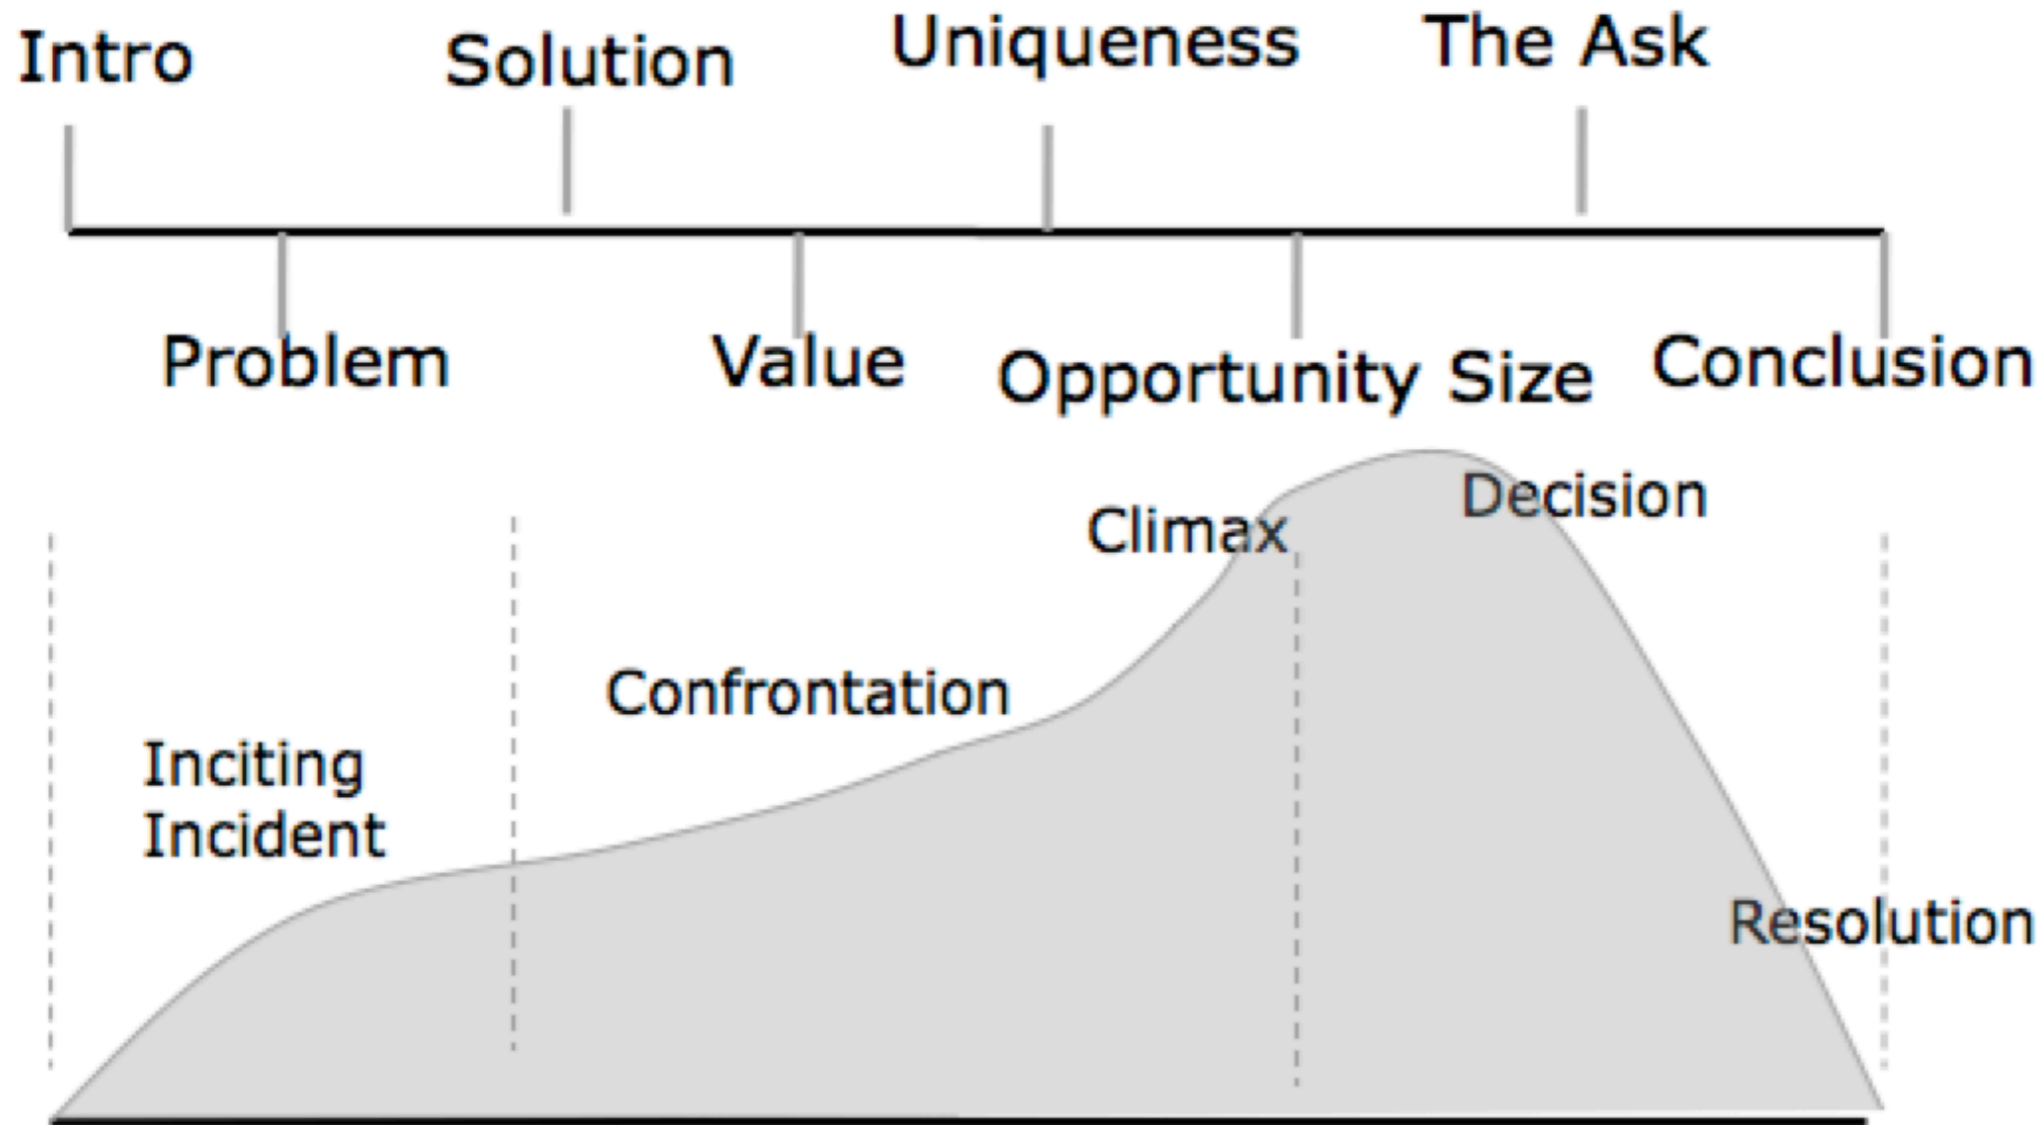 Intro
Solution
Uniqueness
The Ask
Problem
Value
Opportunity Size
Conclusion
Climax
Decision
Confrontation
Inciting
Incident
Resolution